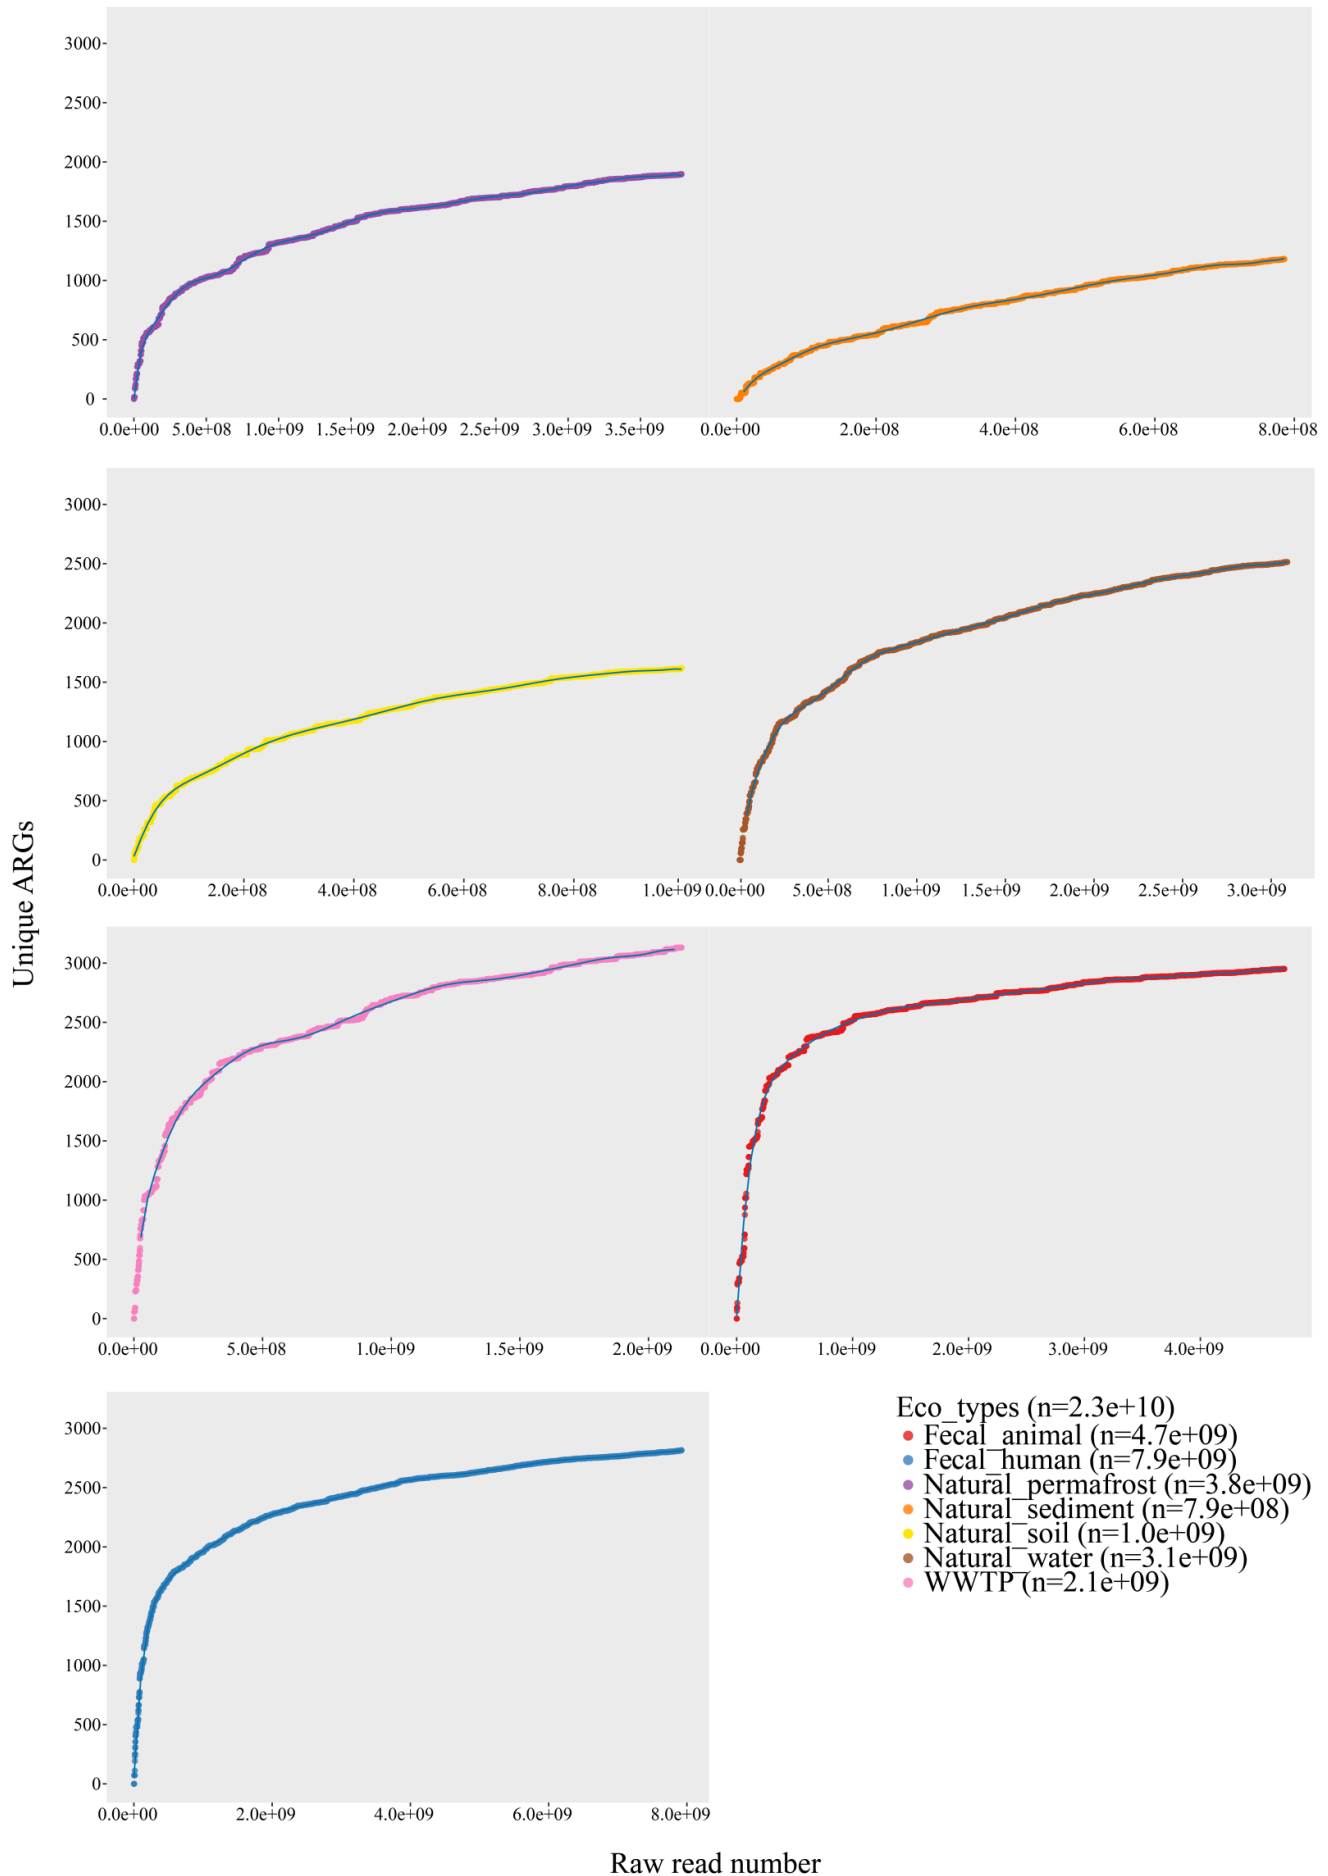 3000
2500
2000
1500
1000
500
0
0.0e+00 5.0e+08 1.0e+09 1.5e+09 2.0e+09 2.5e+09 3.0e+09 3.5e+09
0.0e+00 2.0e+08 4.0e+08 6.0e+08 8.0e+08
3000
2500
2000
1500
1000
500
0
0.0e+00 2.0e+08 4.0e+08 6.0e+08 8.0e+08 1.0e+09
0.0e+00 5.0e+08 1.0e+09 1.5e+09 2.0e+09 2.5e+09 3.0e+09
Unique ARGs
3000
2500
2000
1500
1000
500
0
0.0e+00 5.0e+08 1.0e+09 1.5e+09 2.0e+09
0.0e+00 1.0e+09 2.0e+09 3.0e+09 4.0e+09
3000
2500
2000
1500
1000
500
0
0.0e+00 2.0e+09 4.0e+09 6.0e+09 8.0e+09
Eco_types (n=2.3e+10)
Fecal_animal (n=4.7e+09)
Fecal_human (n=7.9e+09)
Natural_permafrost (n=3.8e+09)
Natural_sediment (n=7.9e+08)
Natural_soil (n=1.0e+09)
Natural_water (n=3.1e+09)
WWTP (n=2.1e+09)
Raw read number